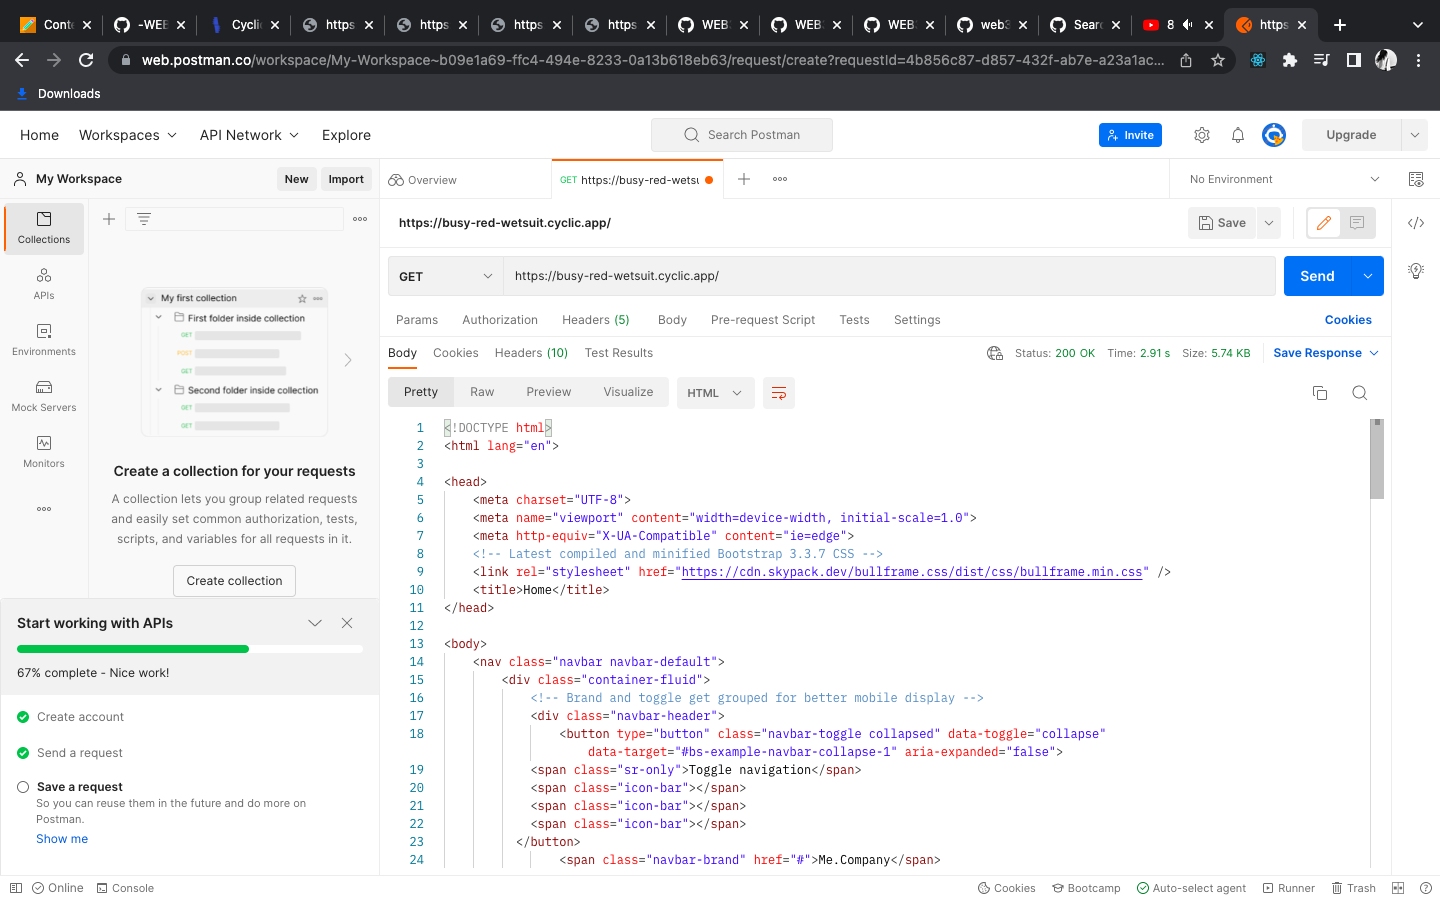 Conte
-WEB
Cyclic
https
https
https
https
WEB3
WEB3
WEB3
web3
Searc
8
https
web.postman.co/workspace/My-Workspace~b09e1a69-ffc4-494e-8233-0a13b618eb63/request/create?requestId=4b856c87-d857-432f-ab7e-a23a1ac...
Downloads
Home
Workspaces
API Network
Explore
Search Postman
Invite
Upgrade
My Workspace
New
Import
Overview
GET https://busy-red-wetsu
No Environment
Collections
APIs
Environments
Mock Servers
Monitors
My first collection
First folder inside collection
GET
POST
GET
Second folder inside collection
GET
GET
Create a collection for your requests
A collection lets you group related requests
and easily set common authorization, tests,
scripts, and variables for all requests in it.
Create collection
Start working with APIs
67% complete - Nice work!
Create account
Send a request
Save a request
So you can reuse them in the future and do more on
Postman.
Show me
https://busy-red-wetsuit.cyclic.app/
Save
GET
https://busy-red-wetsuit.cyclic.app/
Send
Params
Authorization
Headers (5)
Body
Pre-request Script
Tests
Settings
Cookies
Body
Cookies
Headers (10)
Test Results
Status: 200 OK
Time: 2.91 s
Size: 5.74 KB
Save Response
Pretty
Raw
Preview
Visualize
HTML
1 <!DOCTYPE html>
2 <html lang="en">
3
4 <head>
5 <meta charset="UTF-8">
6 <meta name="viewport" content="width=device-width, initial-scale=1.0">
7 <meta http-equiv="X-UA-Compatible" content="ie=edge">
8 <!-- Latest compiled and minified Bootstrap 3.3.7 CSS -->
9 <link rel="stylesheet" href="https://cdn.skypack.dev/bullframe.css/dist/css/bullframe.min.css" />
10 <title>Home</title>
11 </head>
12
13 <body>
14 <nav class="navbar navbar-default">
15 <div class="container-fluid">
16 <!-- Brand and toggle get grouped for better mobile display -->
17 <div class="navbar-header">
18 <button type="button" class="navbar-toggle collapsed" data-toggle="collapse"
data-target="#bs-example-navbar-collapse-1" aria-expanded="false">
19 <span class="sr-only">Toggle navigation</span>
20 <span class="icon-bar"></span>
21 <span class="icon-bar"></span>
22 <span class="icon-bar"></span>
23 </button>
24 <span class="navbar-brand" href="#">Me.Company</span>
Online
Console
Cookies
Bootcamp
Auto-select agent
Runner
Trash